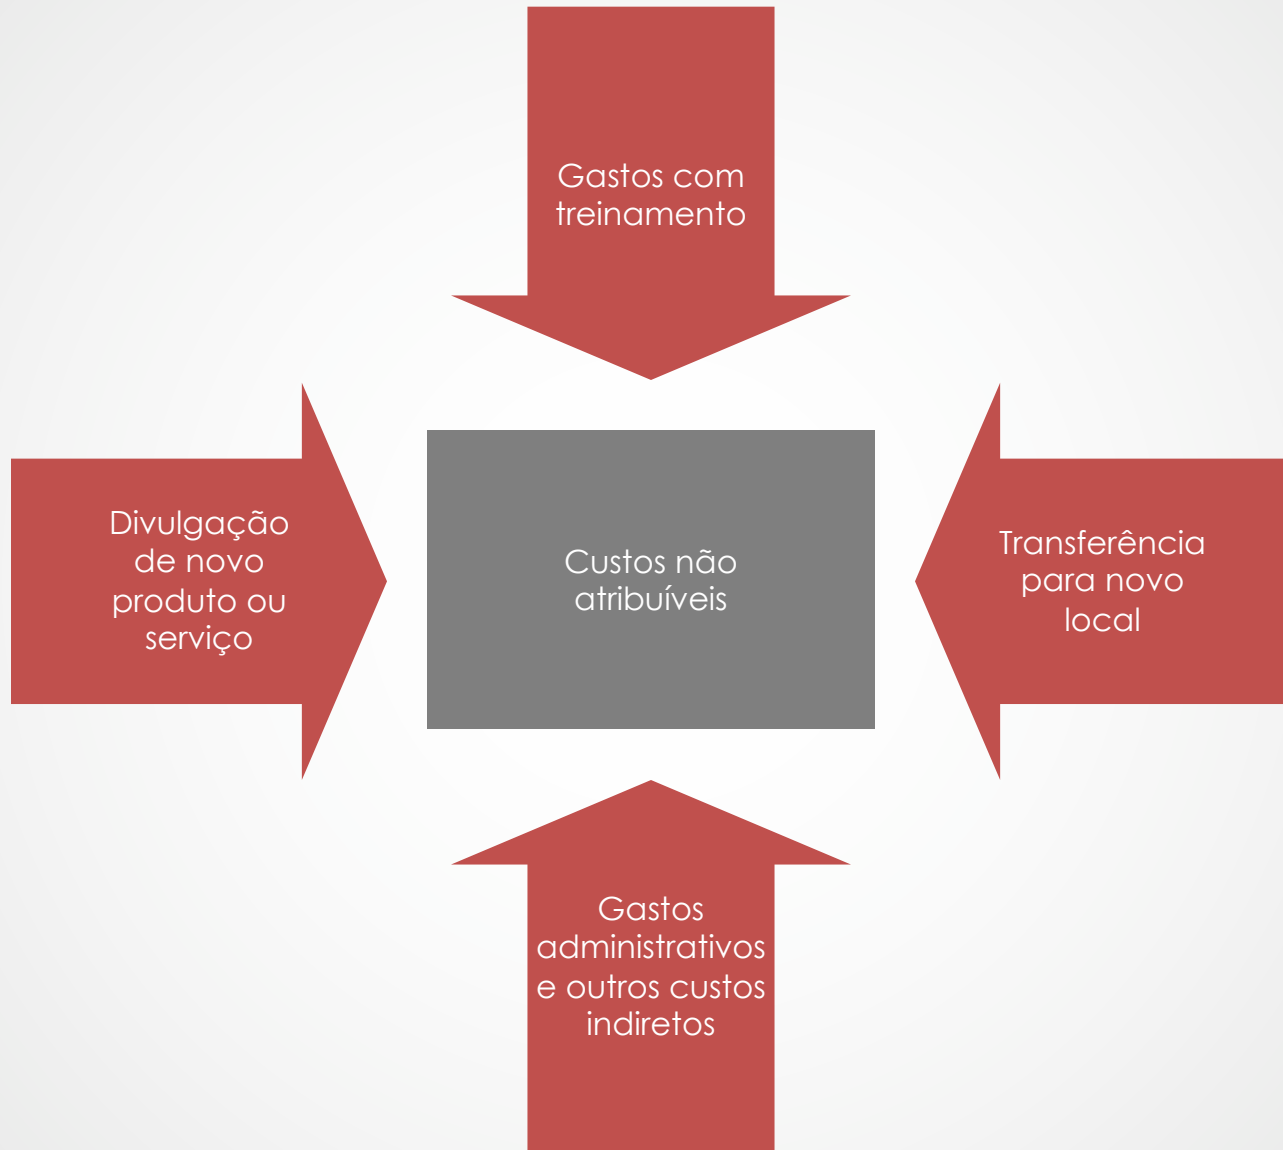 Gastos com
treinamento
Divulgação
de novo
produto ou
serviço
Custos não
atribuíveis
Transferência
para novo
local
Gastos
administrativos
e outros custos
indiretos